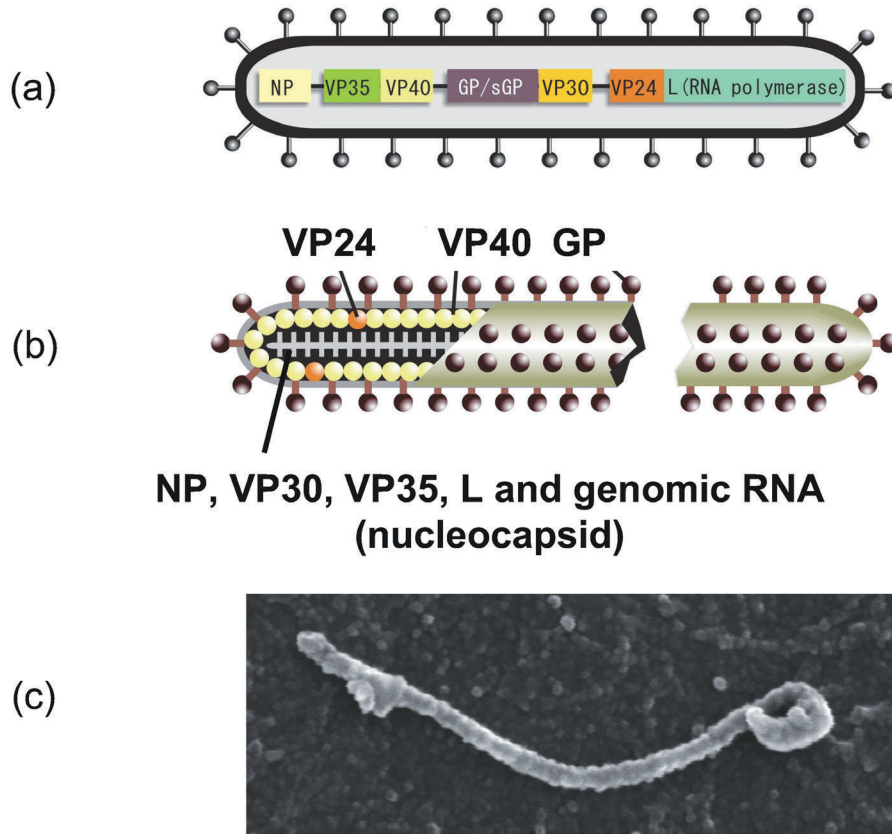 (a)
NP VP35 VP40 GP/sGP VP30 VP24 L(RNA polymerase)
VP24 VP40 GP
(b)
NP, VP30, VP35, L and genomic RNA
(nucleocapsid)
(c)